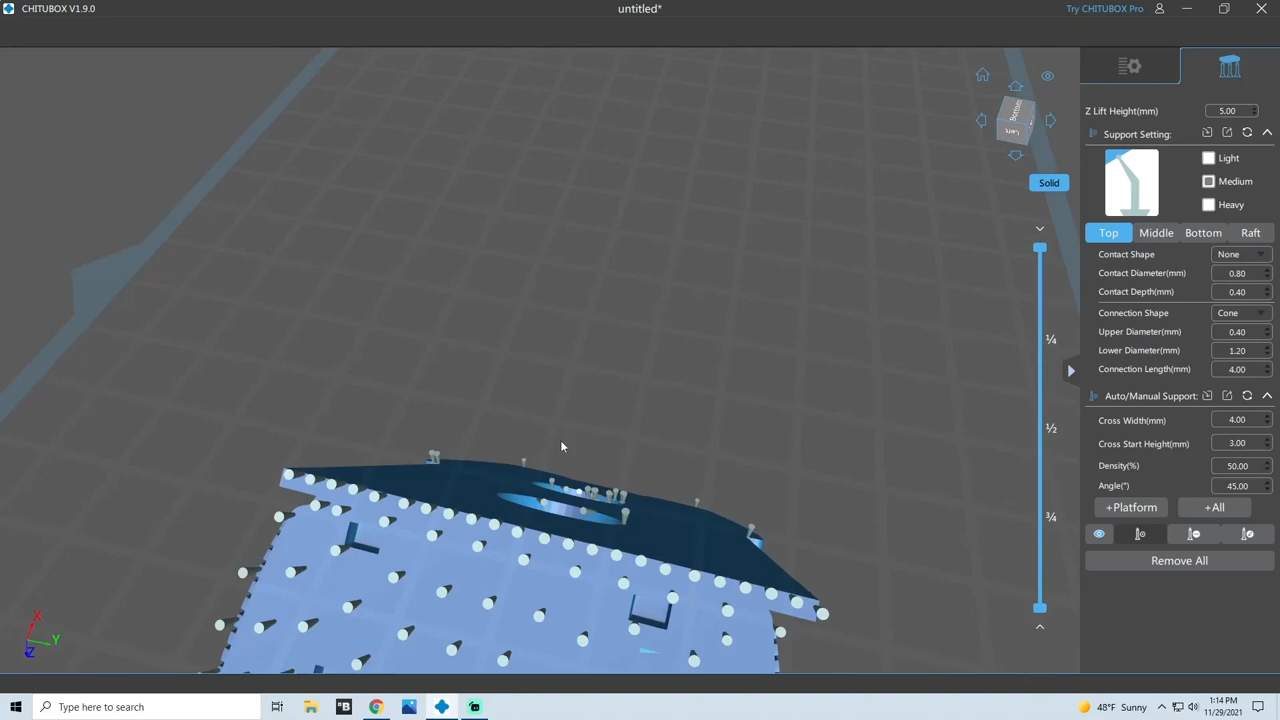 CHITUBOX V1.9.0
untitled*
Try CHITUBOX Pro
Bottom
Left
Solid
¼
½
¾
Z Lift Height(mm) 5.00
Support Setting:
Light
Medium
Heavy
Top Middle Bottom Raft
Contact Shape None
Contact Diameter(mm) 0.80
Contact Depth(mm) 0.40
Connection Shape Cone
Upper Diameter(mm) 0.40
Lower Diameter(mm) 1.20
Connection Length(mm) 4.00
Auto/Manual Support:
Cross Width(mm) 4.00
Cross Start Height(mm) 3.00
Density(%) 50.00
Angle(°) 45.00
+Platform +All
Remove All
X
Y
Z
Type here to search
B
48°F Sunny
1:14 PM
11/29/2021